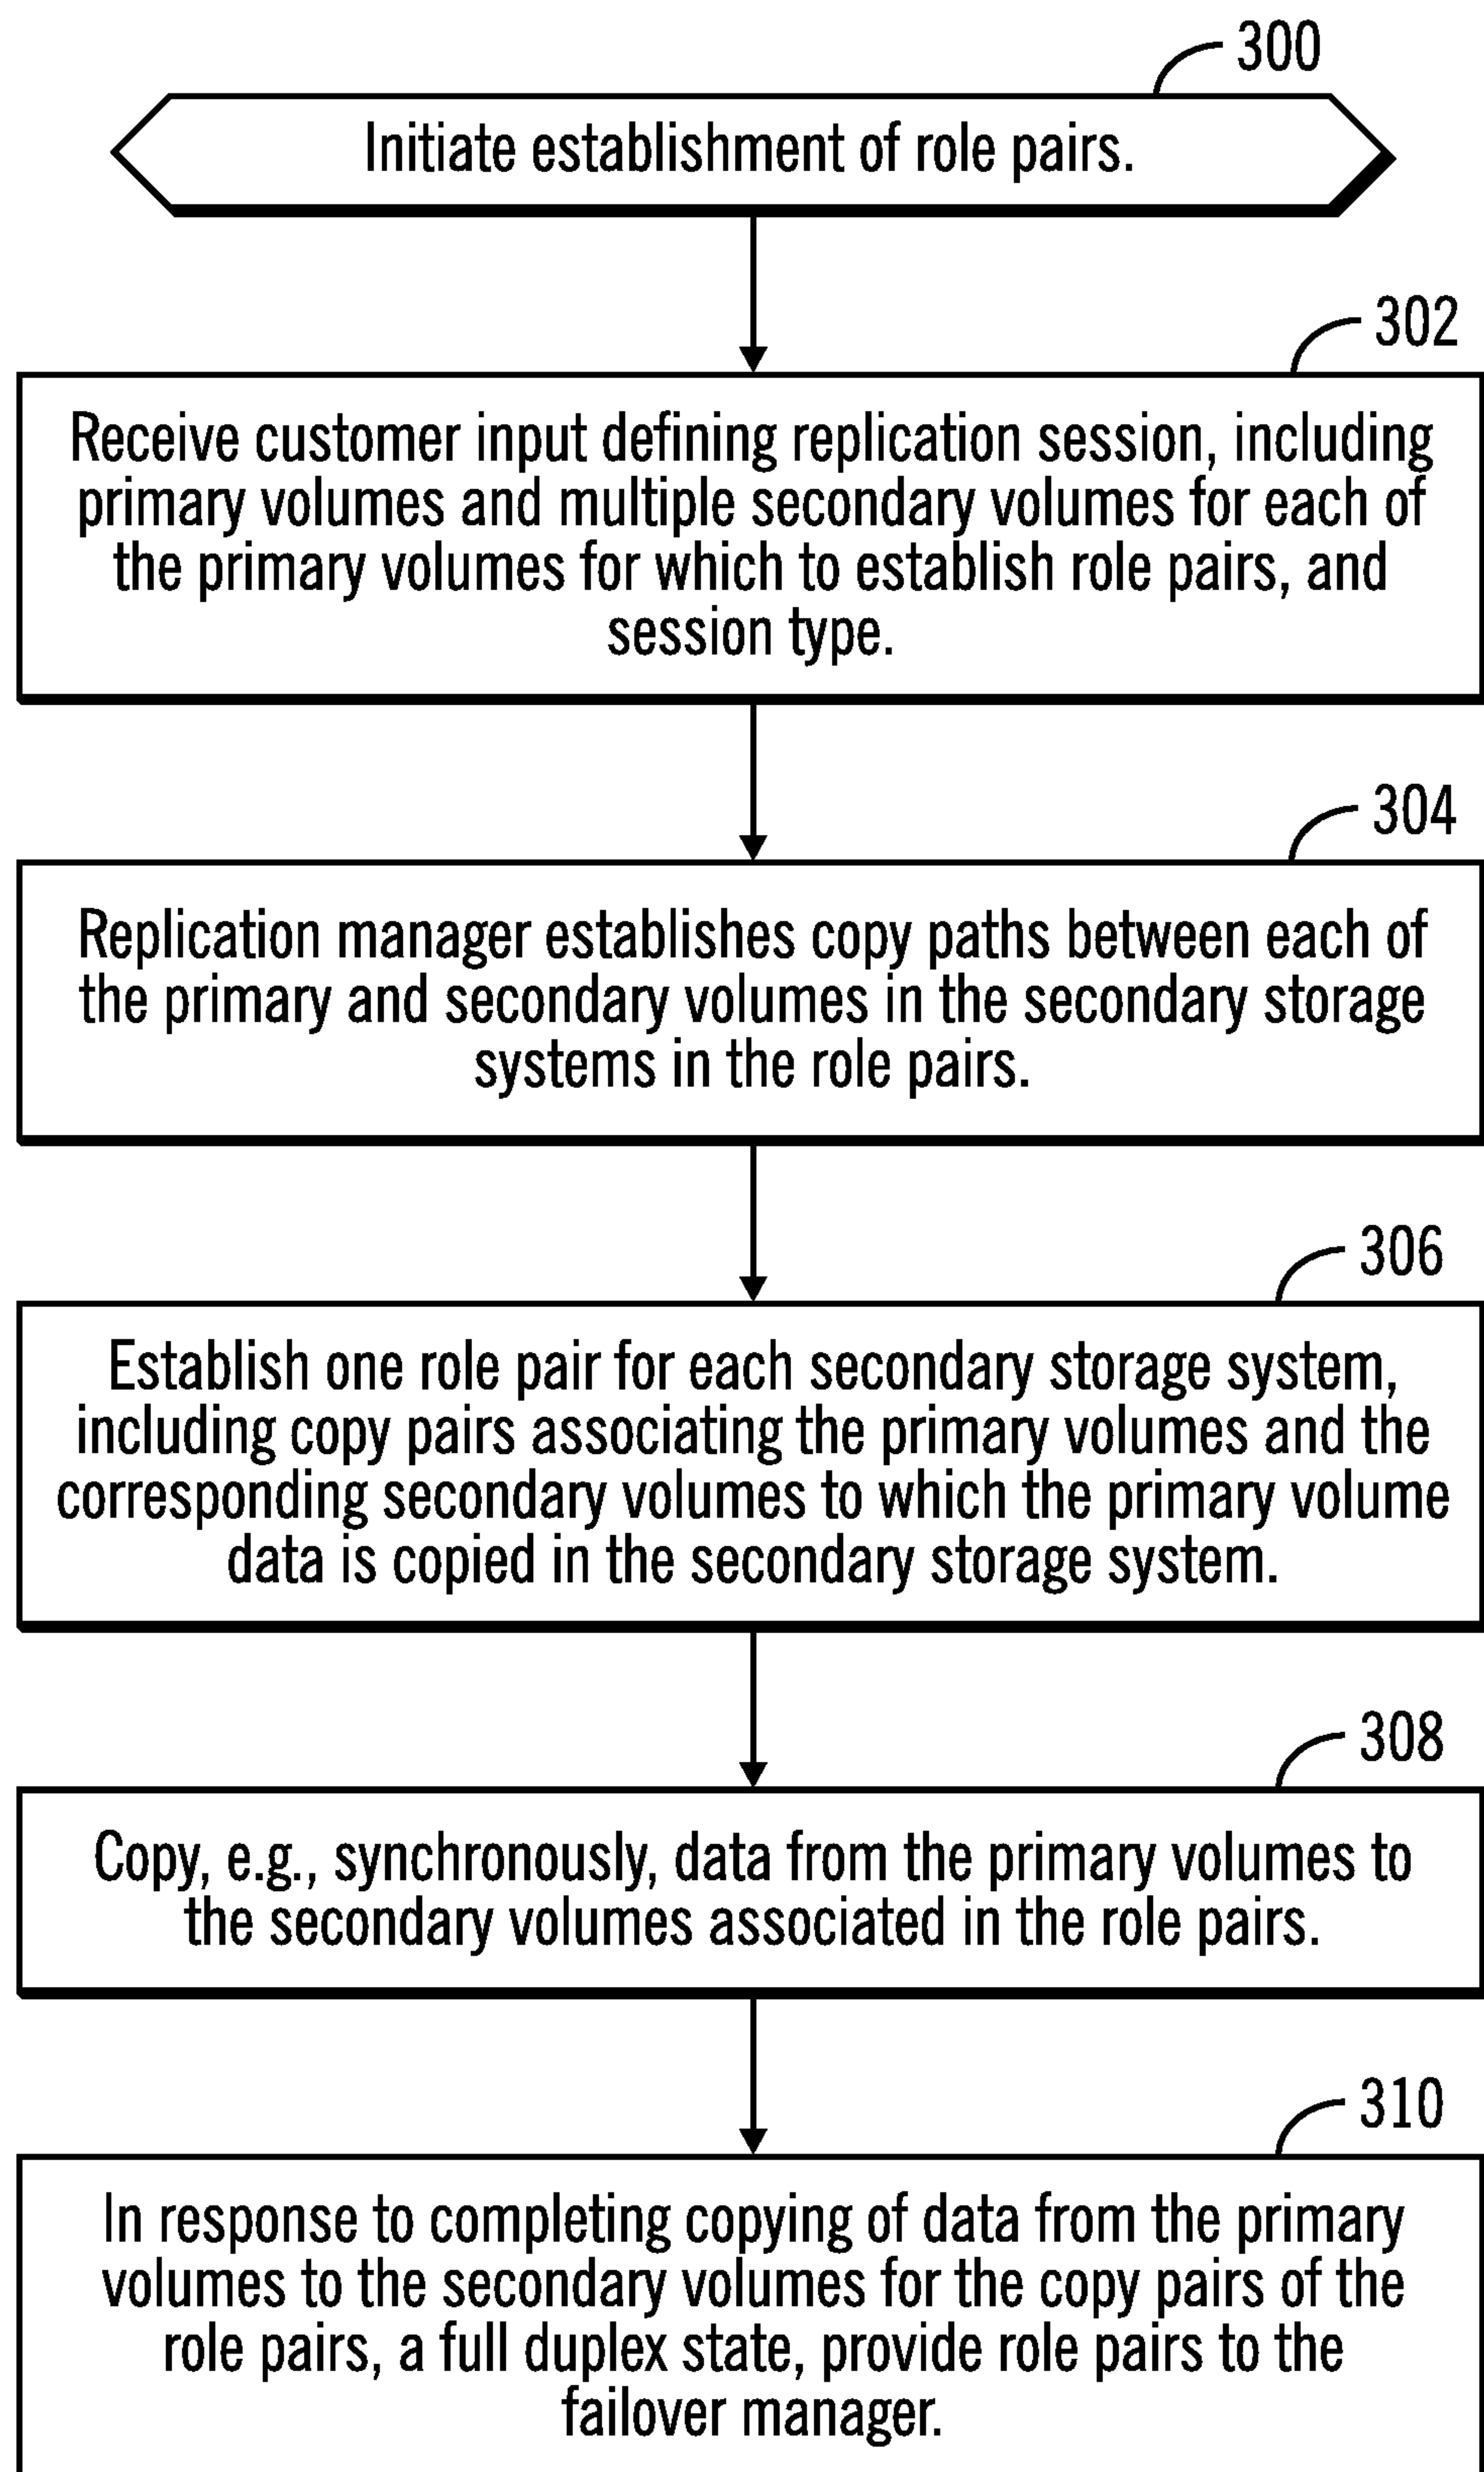 300
Initiate establishment of role pairs.
302
Receive customer input defining replication session, including
primary volumes and multiple secondary volumes for each of
the primary volumes for which to establish role pairs, and
session type.
304
Replication manager establishes copy paths between each of
the primary and secondary volumes in the secondary storage
systems in the role pairs.
306
Establish one role pair for each secondary storage system,
including copy pairs associating the primary volumes and the
corresponding secondary volumes to which the primary volume
data is copied in the secondary storage system.
308
Copy, e.g., synchronously, data from the primary volumes to
the secondary volumes associated in the role pairs.
310
In response to completing copying of data from the primary
volumes to the secondary volumes for the copy pairs of the
role pairs, a full duplex state, provide role pairs to the
failover manager.